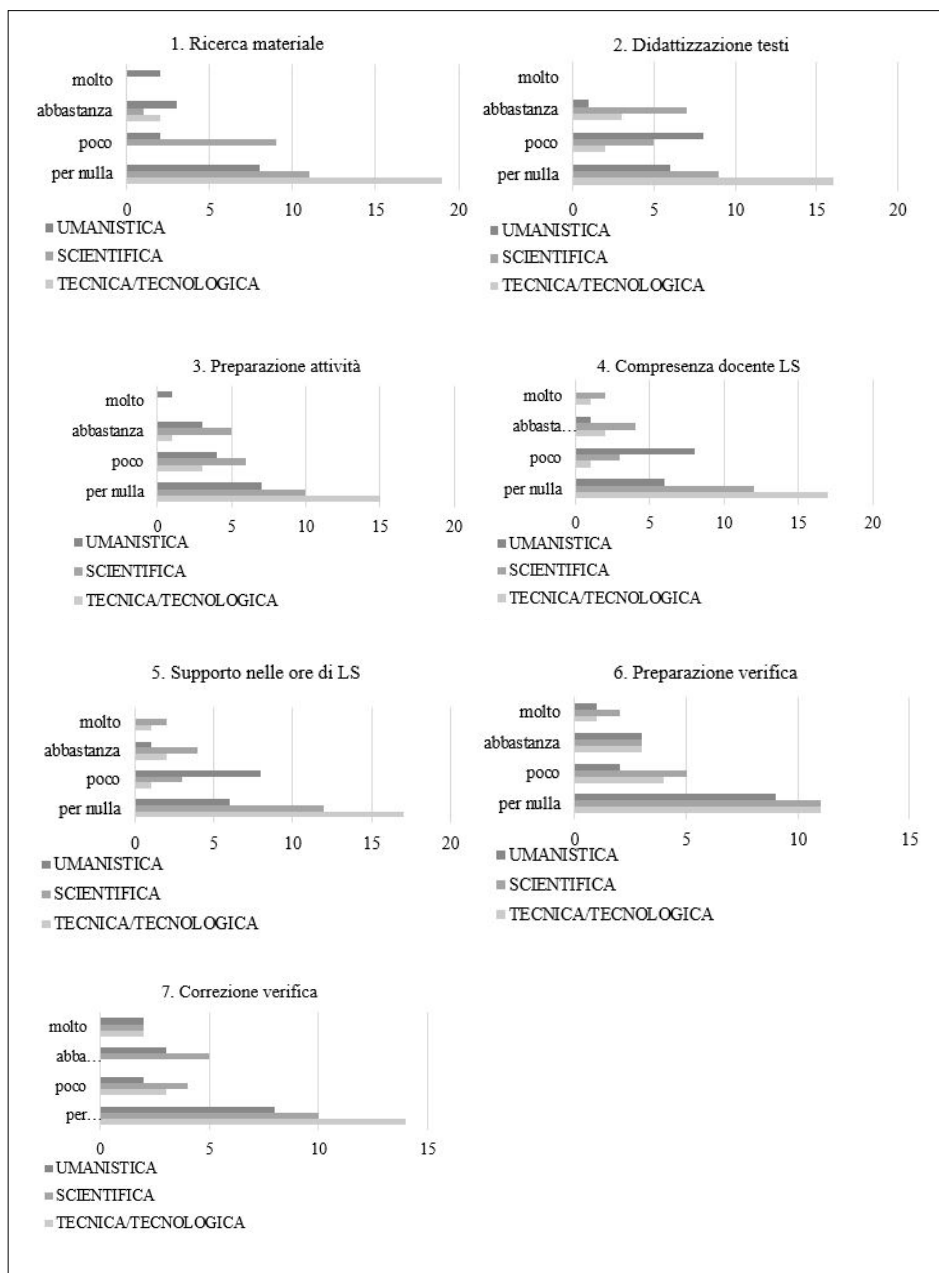 1. Ricerca materiale
molto
abbastanza
poco
per nulla
0 5 10 15 20
UMANISTICA
SCIENTIFICA
TECNICA/TECNOLOGICA
2. Didattizzazione testi
molto
abbastanza
poco
per nulla
0 5 10 15 20
UMANISTICA
SCIENTIFICA
TECNICA/TECNOLOGICA
3. Preparazione attività
molto
abbastanza
poco
per nulla
0 5 10 15 20
UMANISTICA
SCIENTIFICA
TECNICA/TECNOLOGICA
4. Compresenza docente LS
molto
abbasta...
poco
per nulla
0 5 10 15 20
UMANISTICA
SCIENTIFICA
TECNICA/TECNOLOGICA
5. Supporto nelle ore di LS
molto
abbastanza
poco
per nulla
0 5 10 15 20
UMANISTICA
SCIENTIFICA
TECNICA/TECNOLOGICA
6. Preparazione verifica
molto
abbastanza
poco
per nulla
0 5 10 15
UMANISTICA
SCIENTIFICA
TECNICA/TECNOLOGICA
7. Correzione verifica
molto
abba...
poco
per...
0 5 10 15
UMANISTICA
SCIENTIFICA
TECNICA/TECNOLOGICA